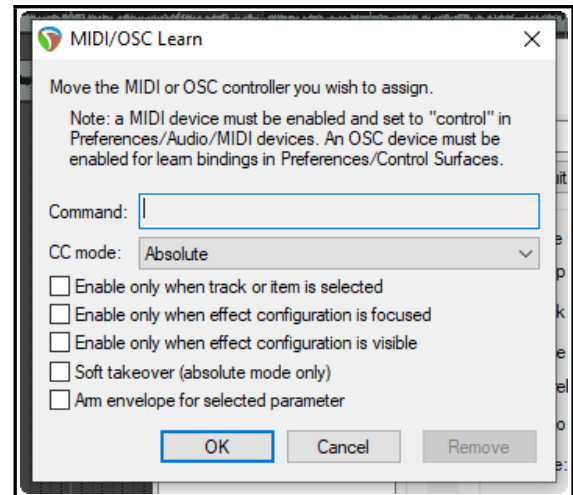 MIDI/OSC Learn
Move the MIDI or OSC controller you wish to assign.
Note: a MIDI device must be enabled and set to "control" in
Preferences/Audio/MIDI devices. An OSC device must be
enabled for learn bindings in Preferences/Control Surfaces.
Command:
CC mode: Absolute
Enable only when track or item is selected
Enable only when effect configuration is focused
Enable only when effect configuration is visible
Soft takeover (absolute mode only)
Arm envelope for selected parameter
OK Cancel Remove